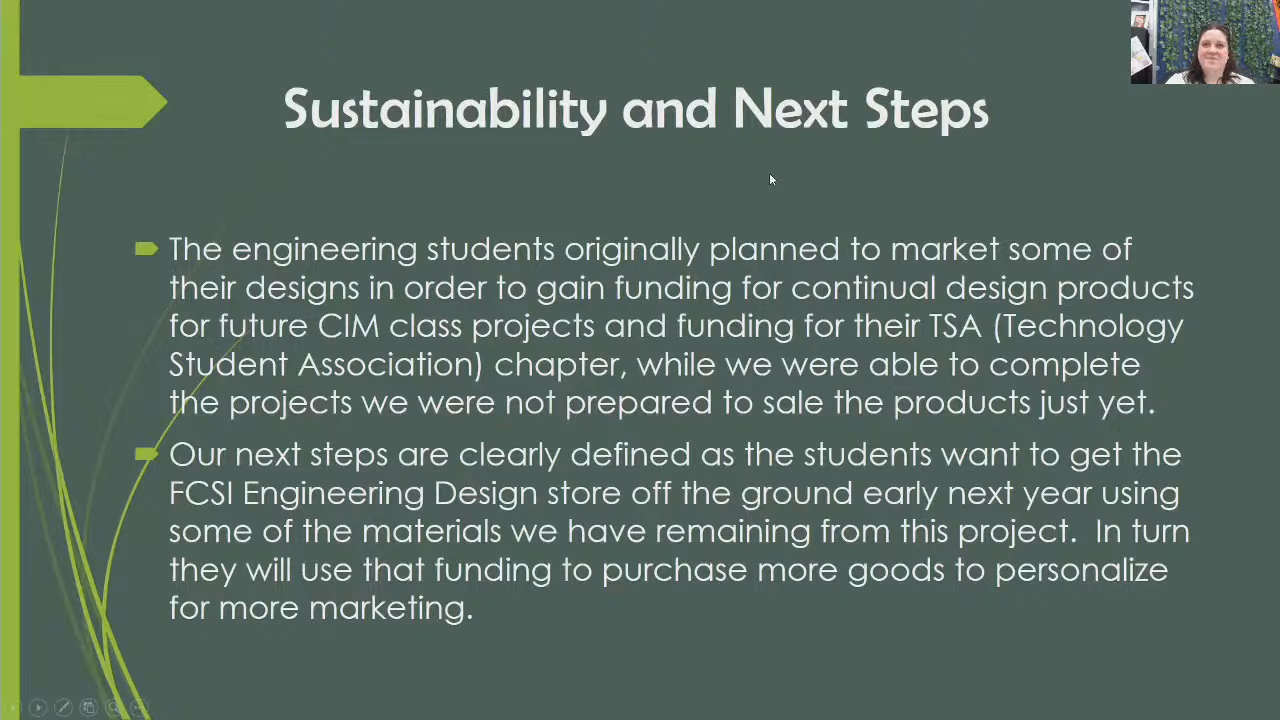 Sustainability and Next Steps
The engineering students originally planned to market some of
their designs in order to gain funding for continual design products
for future CIM class projects and funding for their TSA (Technology
Student Association) chapter, while we were able to complete
the projects we were not prepared to sale the products just yet.
Our next steps are clearly defined as the students want to get the
FCSI Engineering Design store off the ground early next year using
some of the materials we have remaining from this project.  In turn
they will use that funding to purchase more goods to personalize
for more marketing.